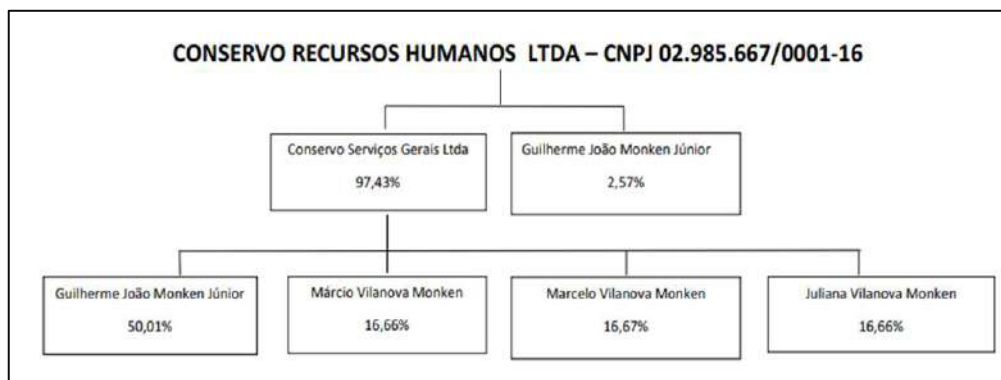 CONSERVO RECURSOS HUMANOS LTDA – CNPJ 02.985.667/0001-16
Conservo Serviços Gerais Ltda
97,43%
Guilherme João Monken Júnior
2,57%
Guilherme João Monken Júnior
50,01%
Márcio Vilanova Monken
16,66%
Marcelo Vilanova Monken
16,67%
Juliana Vilanova Monken
16,66%